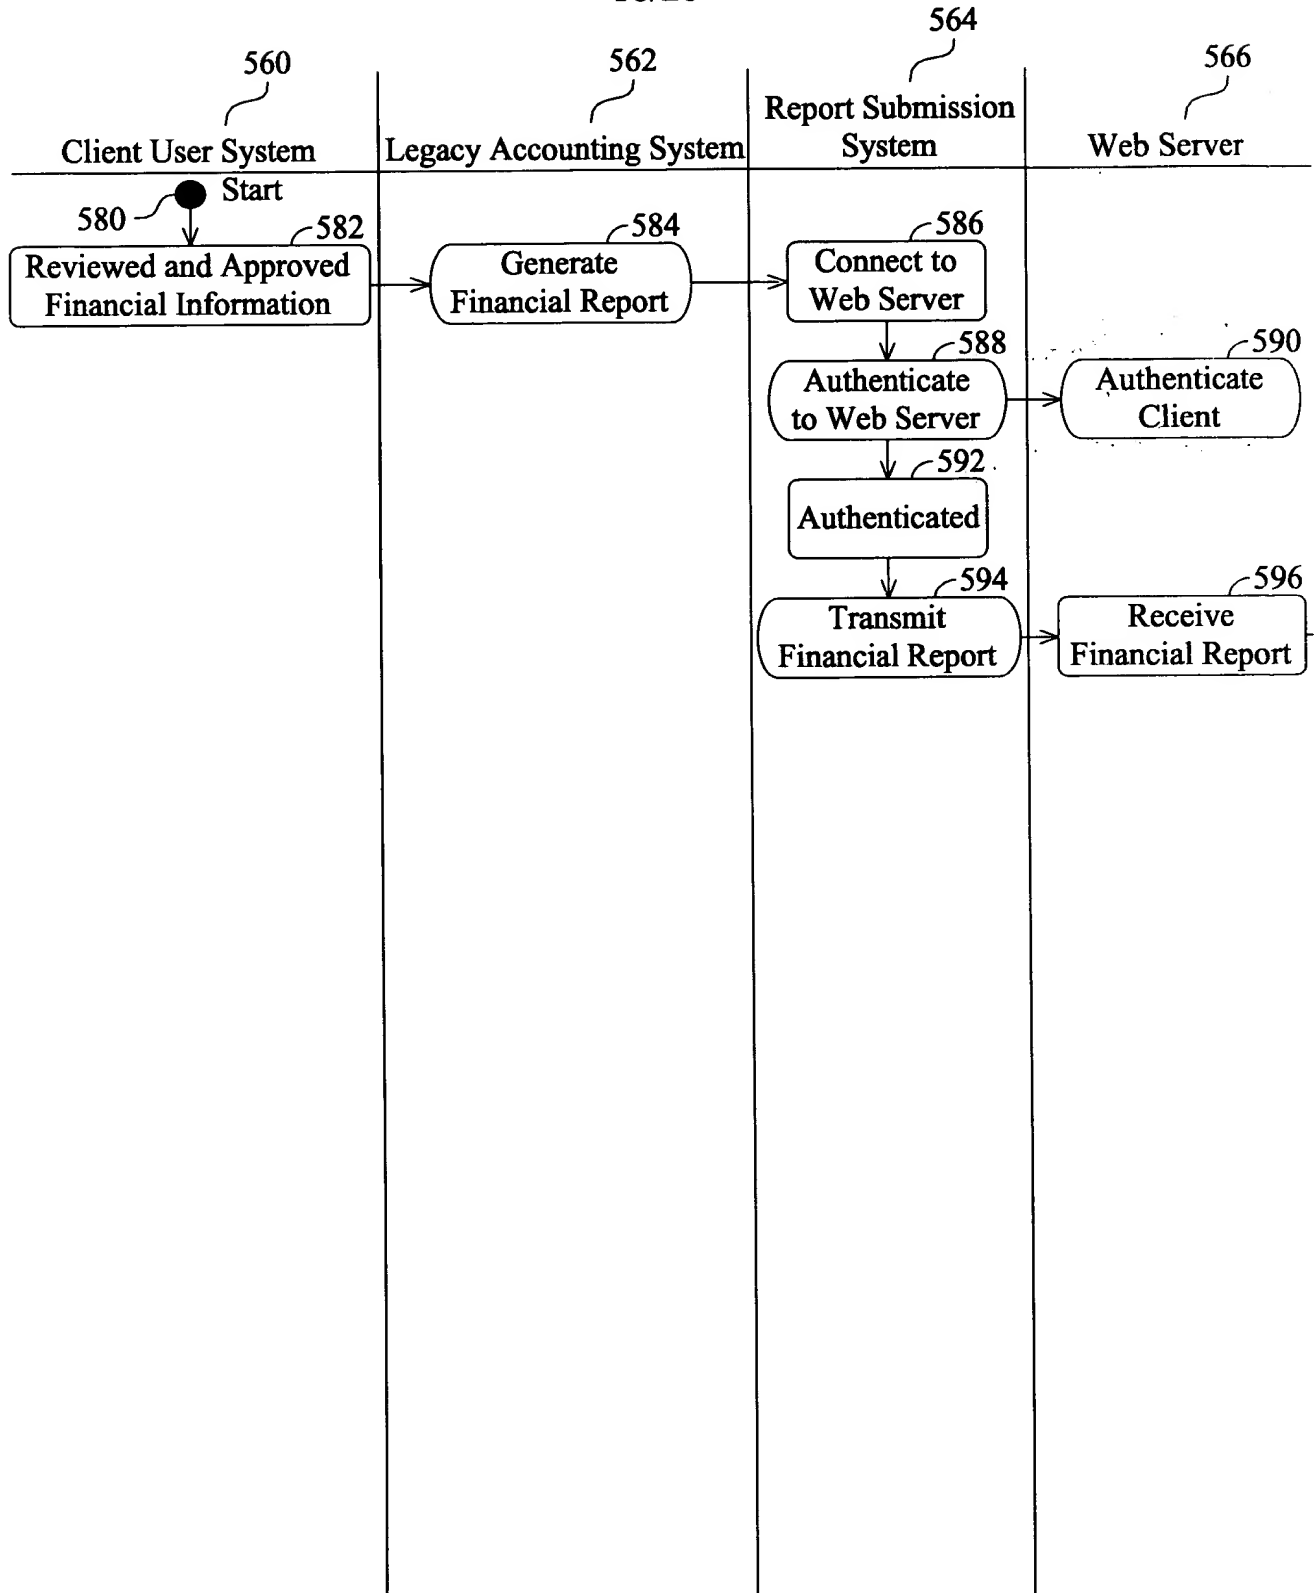 564
560
562
566
Report Submission
System
Client User System
Legacy Accounting System
Web Server
Start
580
582
584
586
Reviewed and Approved
Financial Information
Generate
Financial Report
Connect to
Web Server
588
590
Authenticate
to Web Server
Authenticate
Client
592
Authenticated
594
596
Transmit
Financial Report
Receive
Financial Report